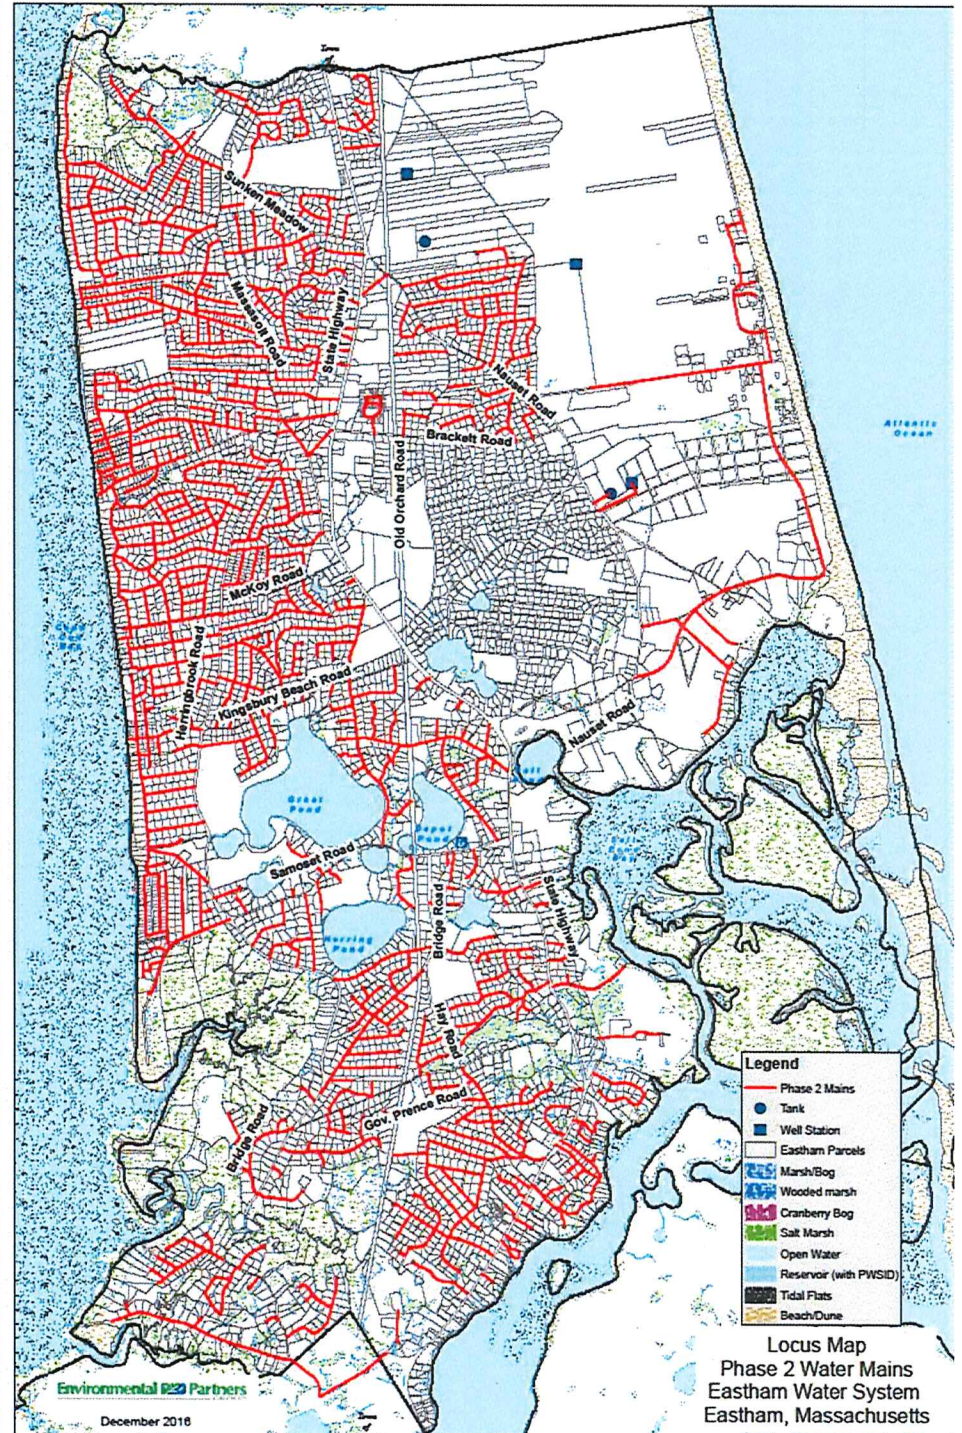 Sunken Meadow
Massasoit Road
State Highway
Nauset Road
Brackett Road
Old Orchard Road
Atlantic
Ocean
McKoy Road
Herringbrook Road
Kingsbury Beach Road
Nauset Road
Great
Pond
Depot
Pond
Samoset Road
Bridge Road
State Highway
Herring
Pond
Hay Road
Gov. Prence Road
Bridge Road
Legend
Phase 2 Mains
Tank
Well Station
Eastham Parcels
Marsh/Bog
Wooded marsh
Cranberry Bog
Salt Marsh
Open Water
Reservoir (with PWSID)
Tidal Flats
Beach/Dune
Locus Map
Phase 2 Water Mains
Eastham Water System
Eastham, Massachusetts
Environmental Partners
December 2016